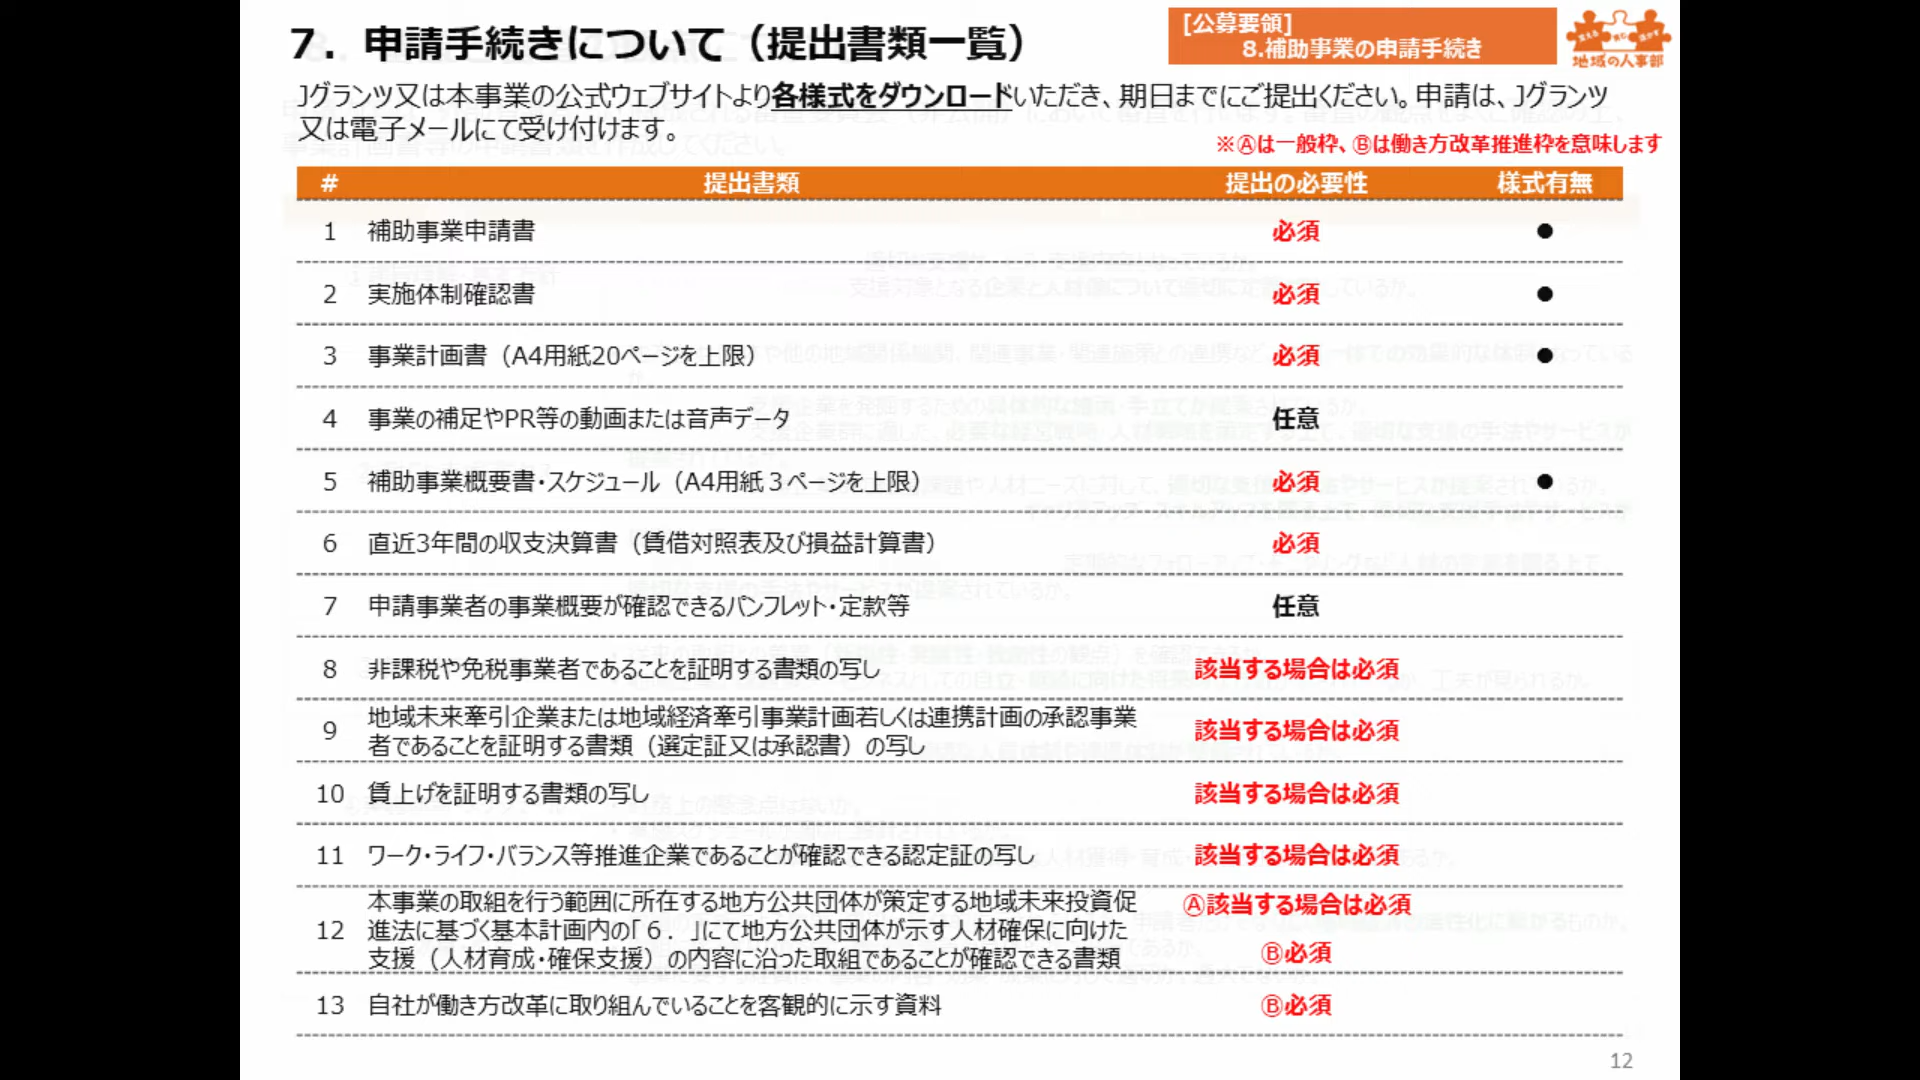 7．申請手続きについて（提出書類一覧）
[公募要領]
8.補助事業の申請手続き
地域の人事部
Jグランツ又は本事業の公式ウェブサイトより各様式をダウンロードいただき、期日までにご提出ください。申請は、Jグランツ
又は電子メールにて受け付けます。
※Ⓐは一般枠、Ⓑは働き方改革推進枠を意味します
# 提出書類 提出の必要性 様式有無
1 補助事業申請書 必須 ●
2 実施体制確認書 必須 ●
3 事業計画書（A4用紙20ページを上限） 必須 ●
4 事業の補足やPR等の動画または音声データ 任意
5 補助事業概要書・スケジュール（A4用紙３ページを上限） 必須 ●
6 直近3年間の収支決算書（賃借対照表及び損益計算書） 必須
7 申請事業者の事業概要が確認できるパンフレット・定款等 任意
8 非課税や免税事業者であることを証明する書類の写し 該当する場合は必須
9 地域未来牽引企業または地域経済牽引事業計画若しくは連携計画の承認事業
者であることを証明する書類（選定証又は承認書）の写し 該当する場合は必須
10 賃上げを証明する書類の写し 該当する場合は必須
11 ワーク・ライフ・バランス等推進企業であることが確認できる認定証の写し 該当する場合は必須
本事業の取組を行う範囲に所在する地方公共団体が策定する地域未来投資促 Ⓐ該当する場合は必須
12 進法に基づく基本計画内の「６．」にて地方公共団体が示す人材確保に向けた
支援（人材育成・確保支援）の内容に沿った取組であることが確認できる書類 Ⓑ必須
13 自社が働き方改革に取り組んでいることを客観的に示す資料 Ⓑ必須
12